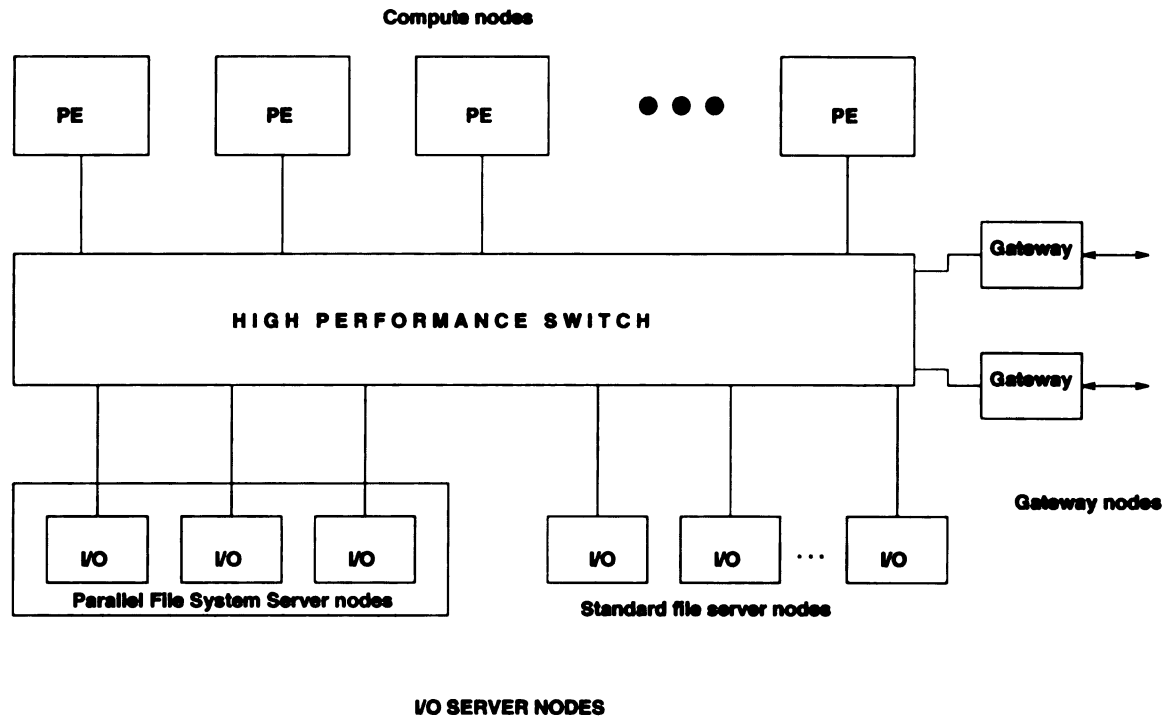 Compute nodes
PE PE PE ●●● PE
Gateway
HIGH PERFORMANCE SWITCH
Gateway
Gateway nodes
I/O I/O I/O I/O I/O ... I/O
Parallel File System Server nodes
Standard file server nodes
I/O SERVER NODES